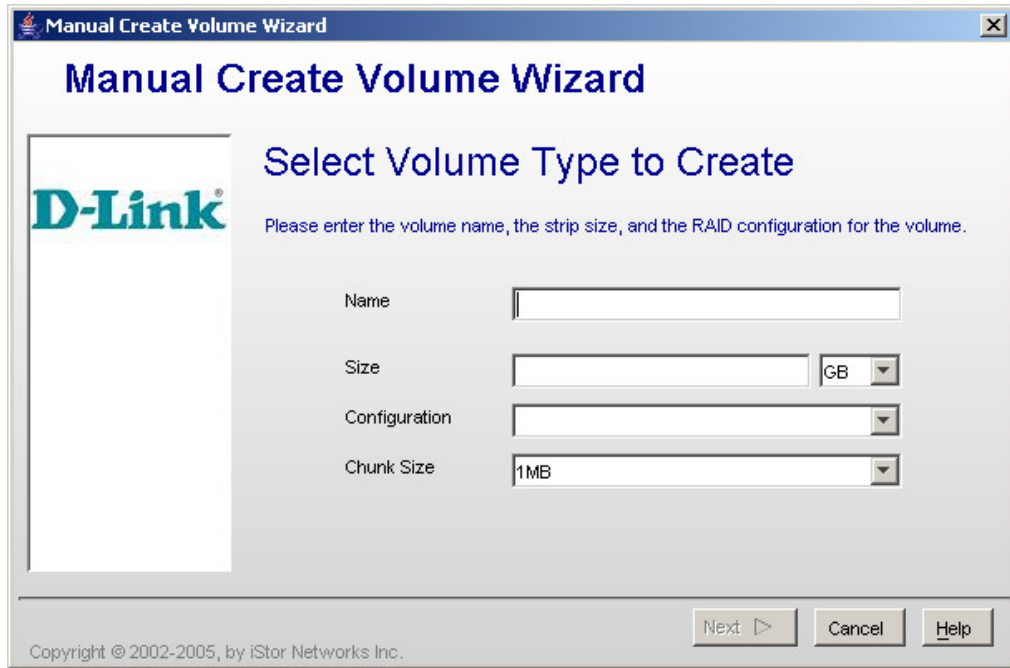 Manual Create Volume Wizard
Manual Create Volume Wizard
D-Link®
Select Volume Type to Create
Please enter the volume name, the strip size, and the RAID configuration for the volume.
Name
Size GB
Configuration
Chunk Size 1MB
Next Cancel Help
Copyright © 2002-2005, by iStor Networks Inc.